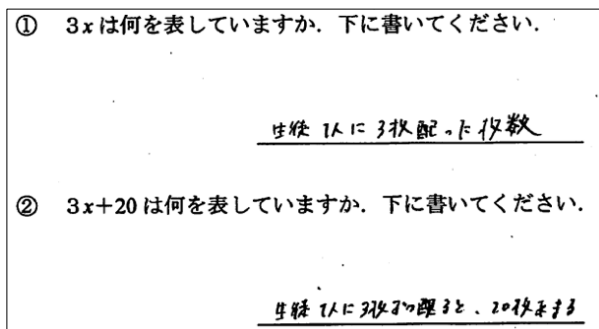 ① 3xは何を表していますか.下に書いてください.
生徒1人に3枚配った枚数
② 3x+20は何を表していますか.下に書いてください.
生徒1人に3枚ずつ配ると、20枚余する